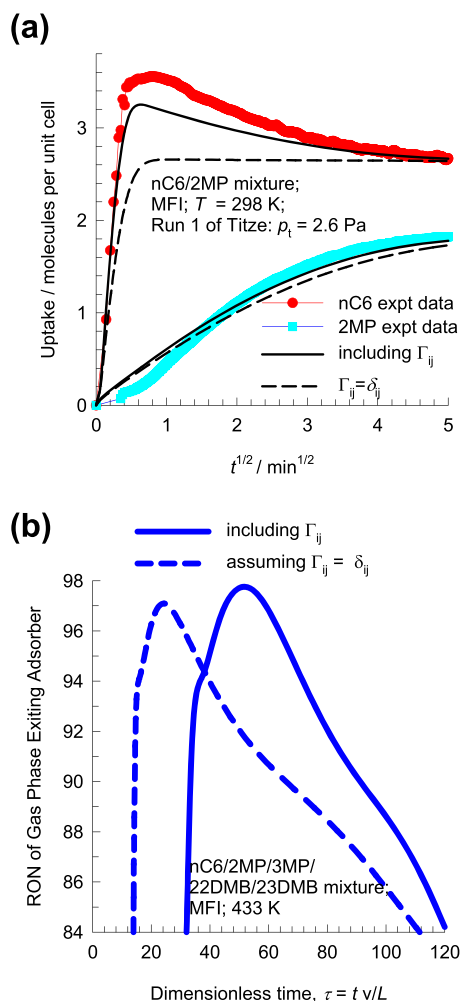 (a)
3
2
1
0
Uptake / molecules per unit cell
nC6/2MP mixture;
MFI; T = 298 K;
Run 1 of Titze: pt = 2.6 Pa
nC6 expt data
2MP expt data
including Γij
Γij=δij
0 1 2 3 4 5
t1/2 / min1/2
(b)
including Γij
assuming Γij = δij
98
96
94
92
90
88
86
84
RON of Gas Phase Exiting Adsorber
nC6/2MP/3MP/
22DMB/23DMB mixture;
MFI; 433 K
0 20 40 60 80 100 120
Dimensionless time, τ = t v/L